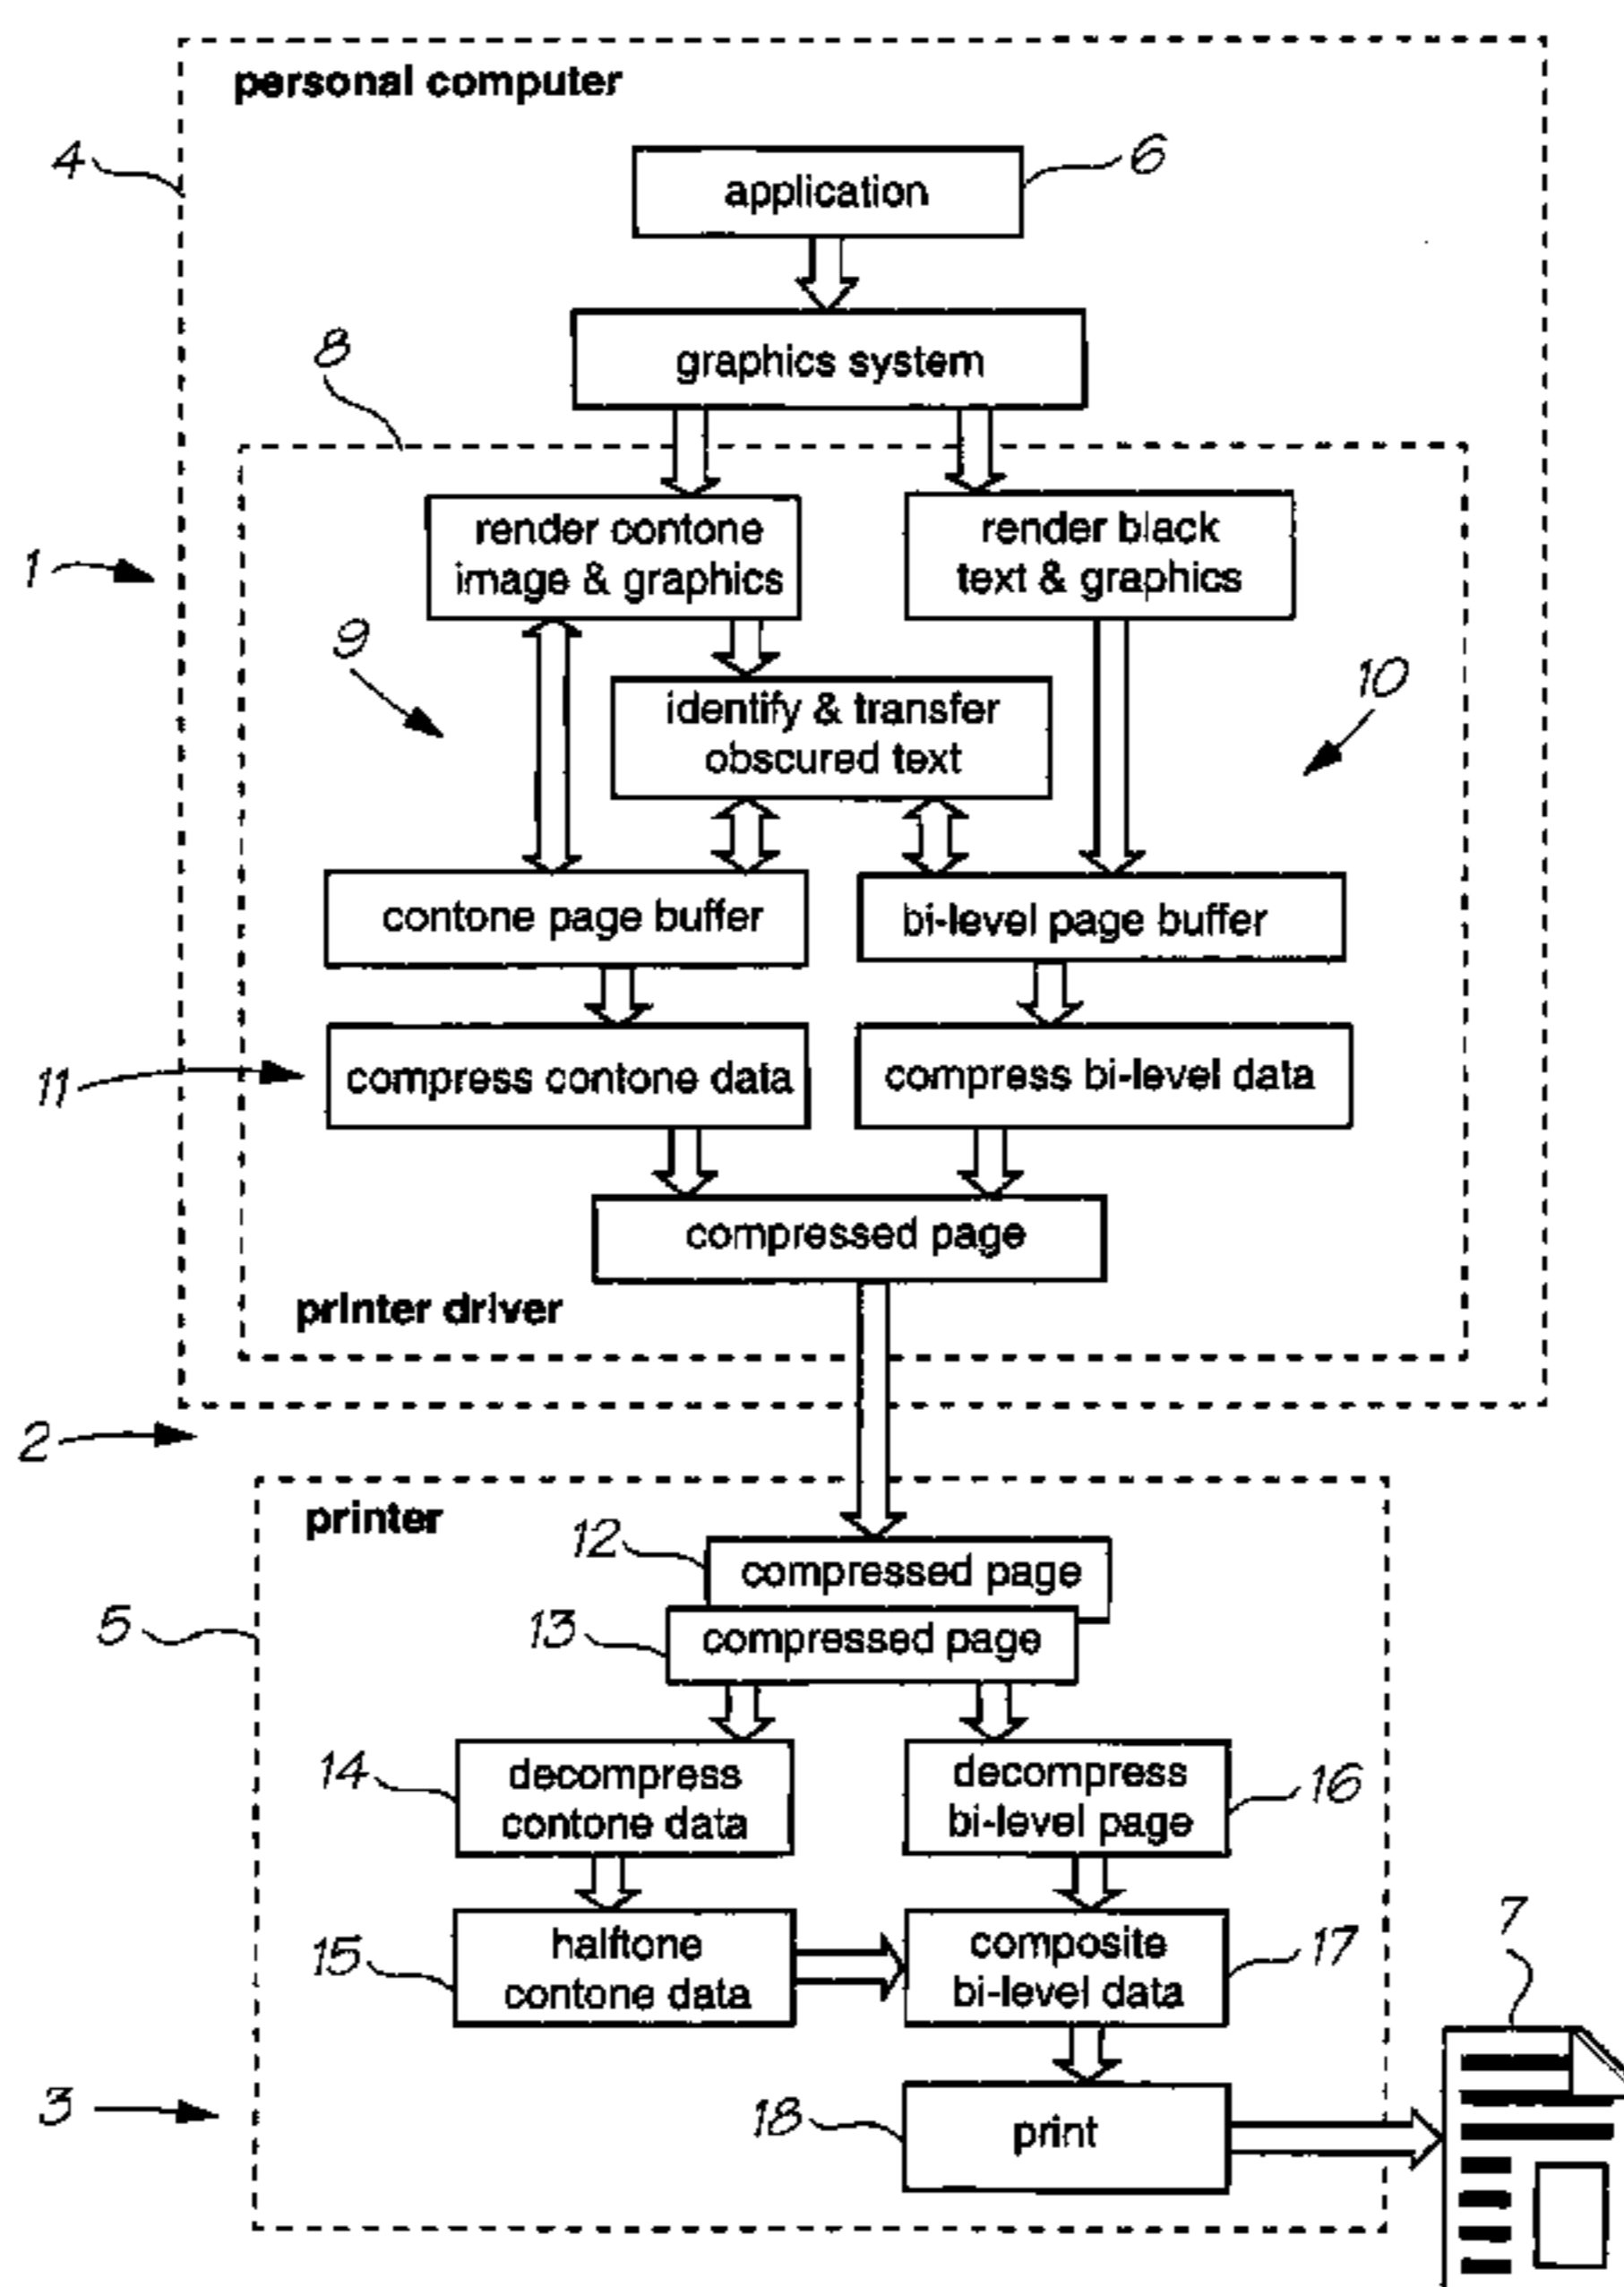 personal computer
4
application
6
graphics system
8
render contone
image & graphics
render black
text & graphics
1
9
identify & transfer
obscured text
10
contone page buffer
bi-level page buffer
11
compress contone data
compress bi-level data
compressed page
printer driver
2
printer
12
compressed page
5
13
compressed page
14
decompress
contone data
decompress
bi-level page
16
15
halftone
contone data
composite
bi-level data
17
7
3
18
print